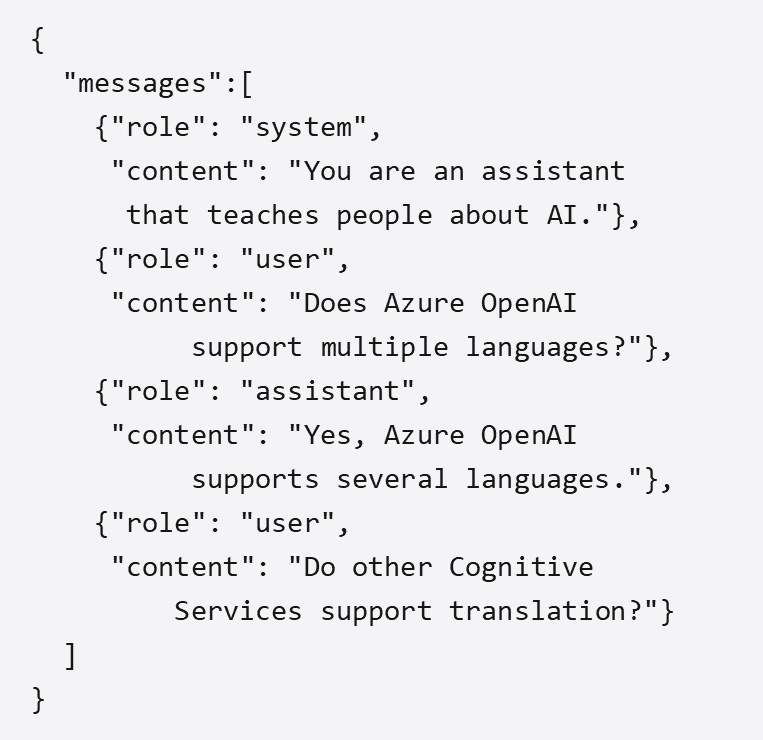 {
"messages":[
{"role": "system",
"content": "You are an assistant
that teaches people about AI."},
{"role": "user",
"content": "Does Azure OpenAI
support multiple languages?"},
{"role": "assistant",
"content": "Yes, Azure OpenAI
supports several languages."},
{"role": "user",
"content": "Do other Cognitive
Services support translation?"}
]
}